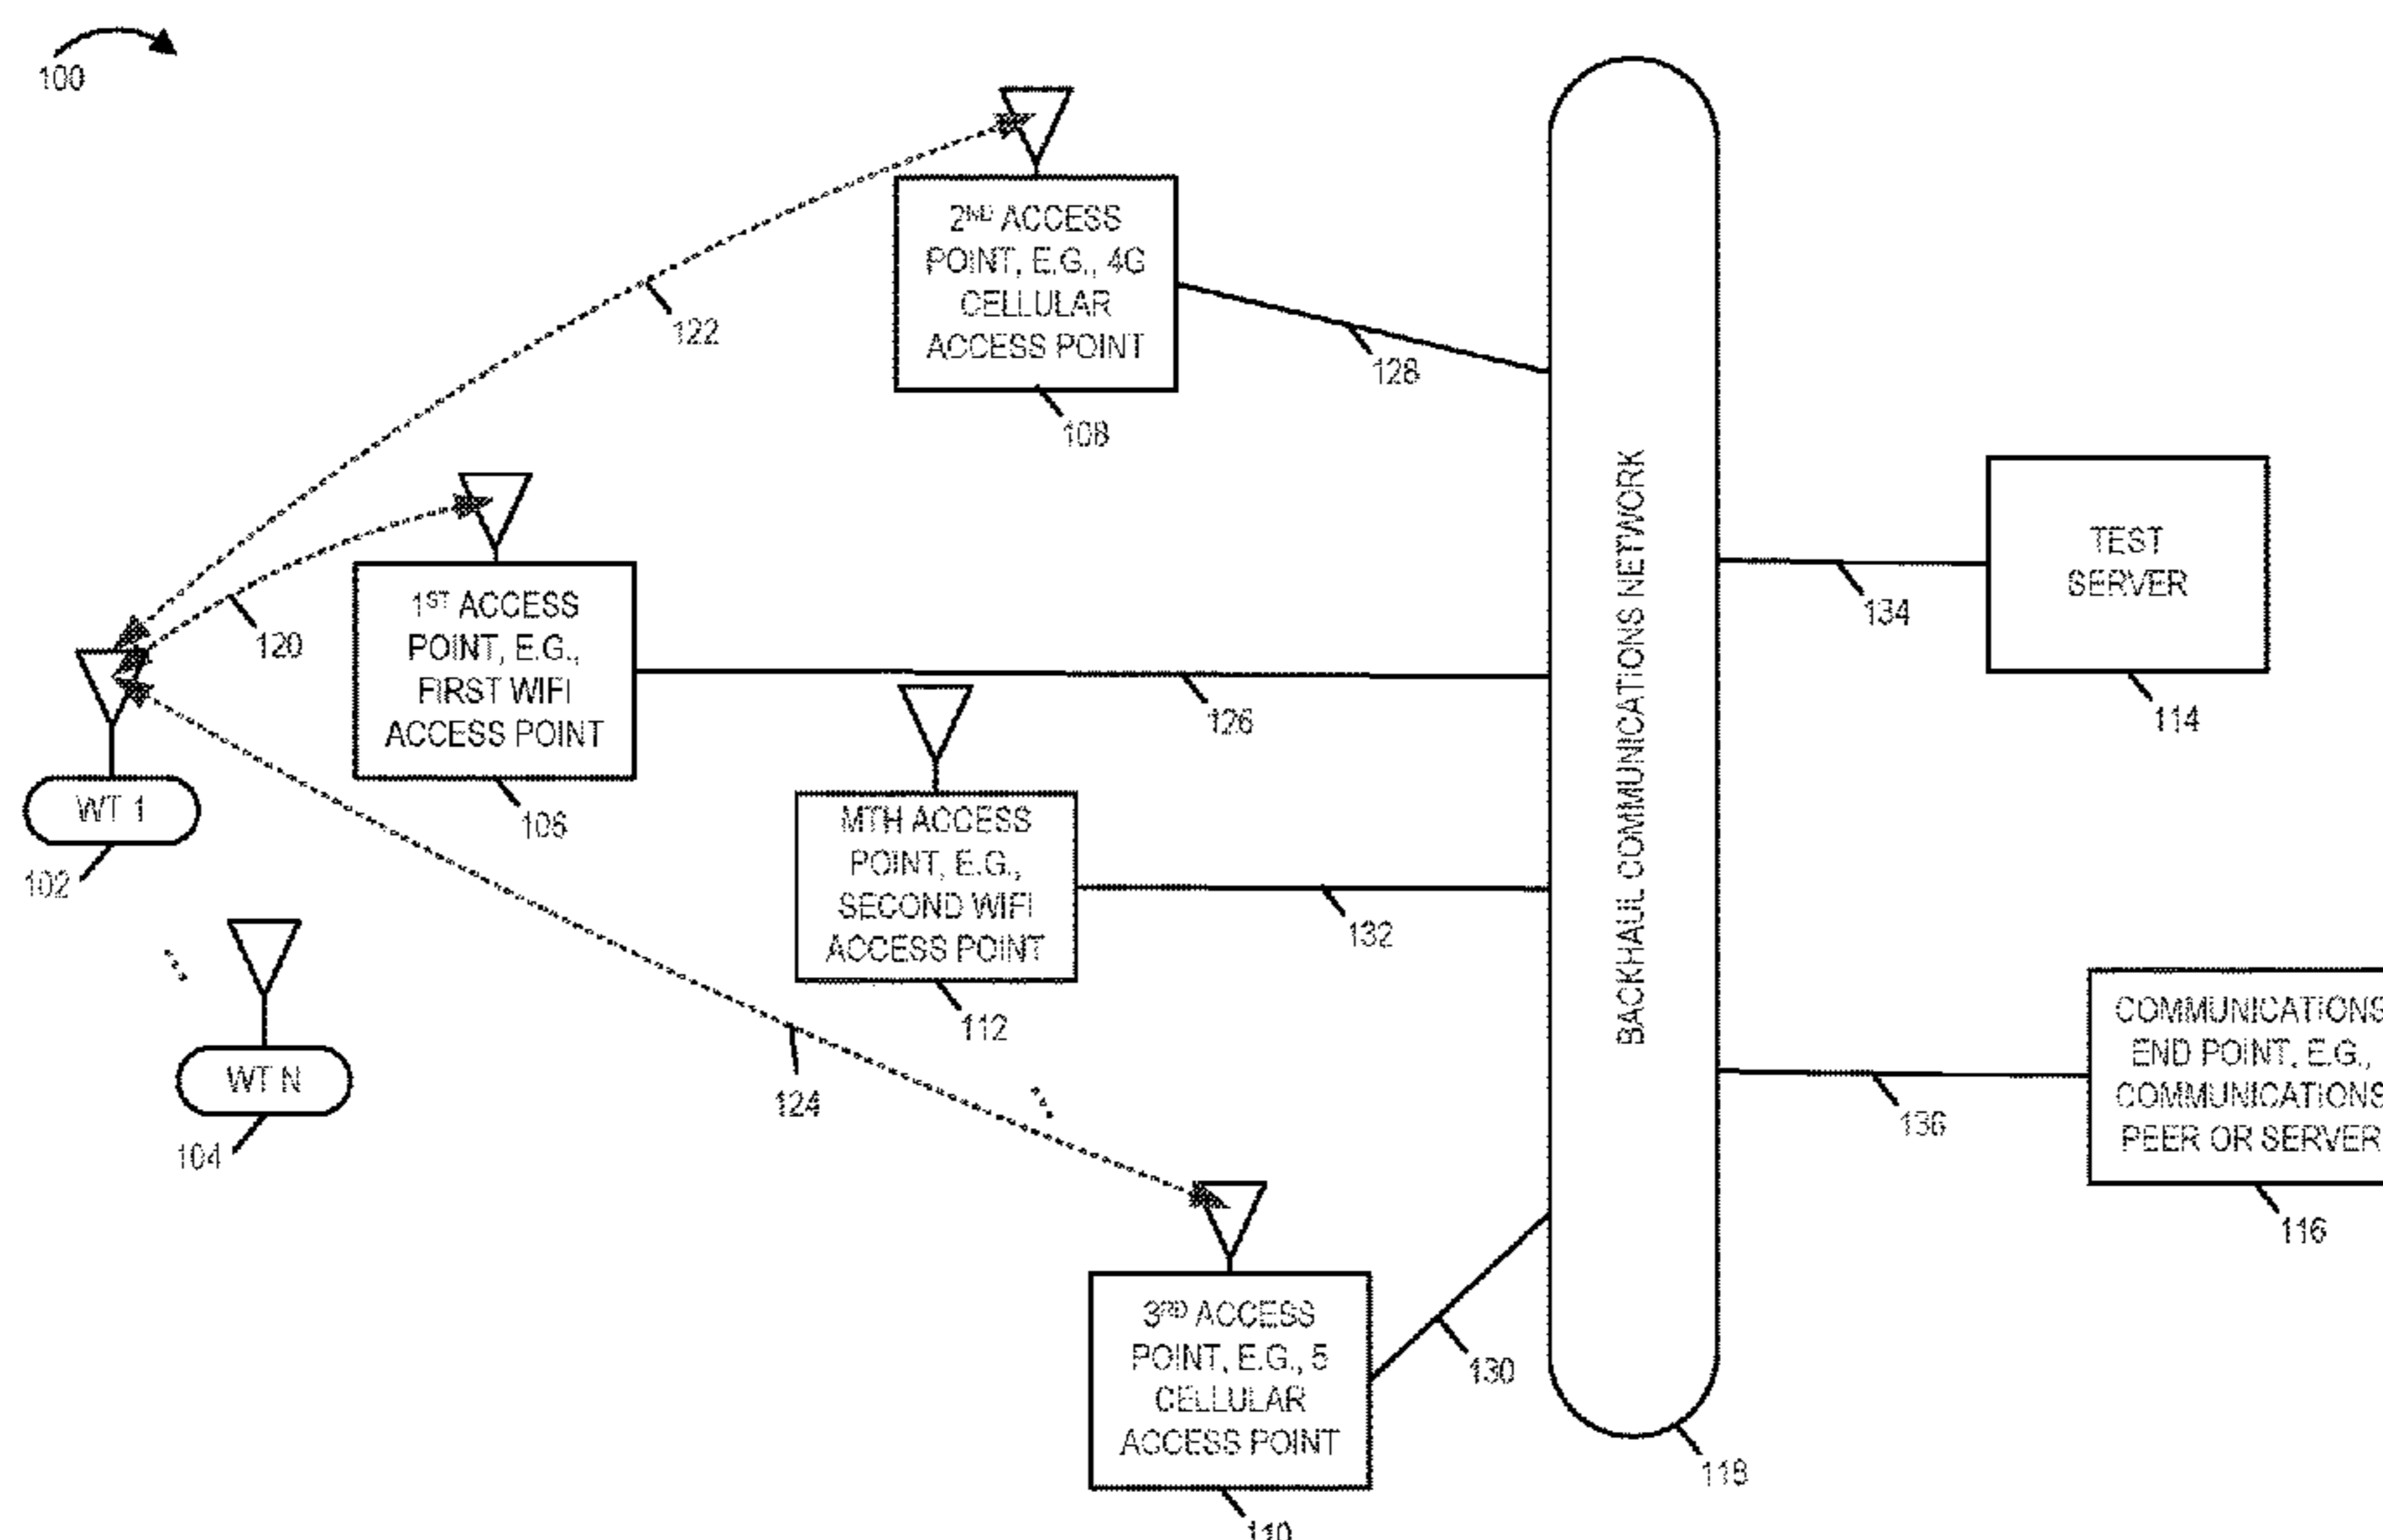 100
2ND ACCESS
POINT, E.G., 4G
CELLULAR
ACCESS POINT
108
122
128
1ST ACCESS
POINT, E.G.,
FIRST WIFI
ACCESS POINT
106
120
126
WT 1
102
MTH ACCESS
POINT, E.G.,
SECOND WIFI
ACCESS POINT
112
132
WT N
104
124
3RD ACCESS
POINT, E.G., 5
CELLULAR
ACCESS POINT
110
130
BACKHAUL COMMUNICATIONS NETWORK
118
TEST
SERVER
114
134
COMMUNICATIONS
END POINT, E.G.,
COMMUNICATIONS
PEER OR SERVER
116
136